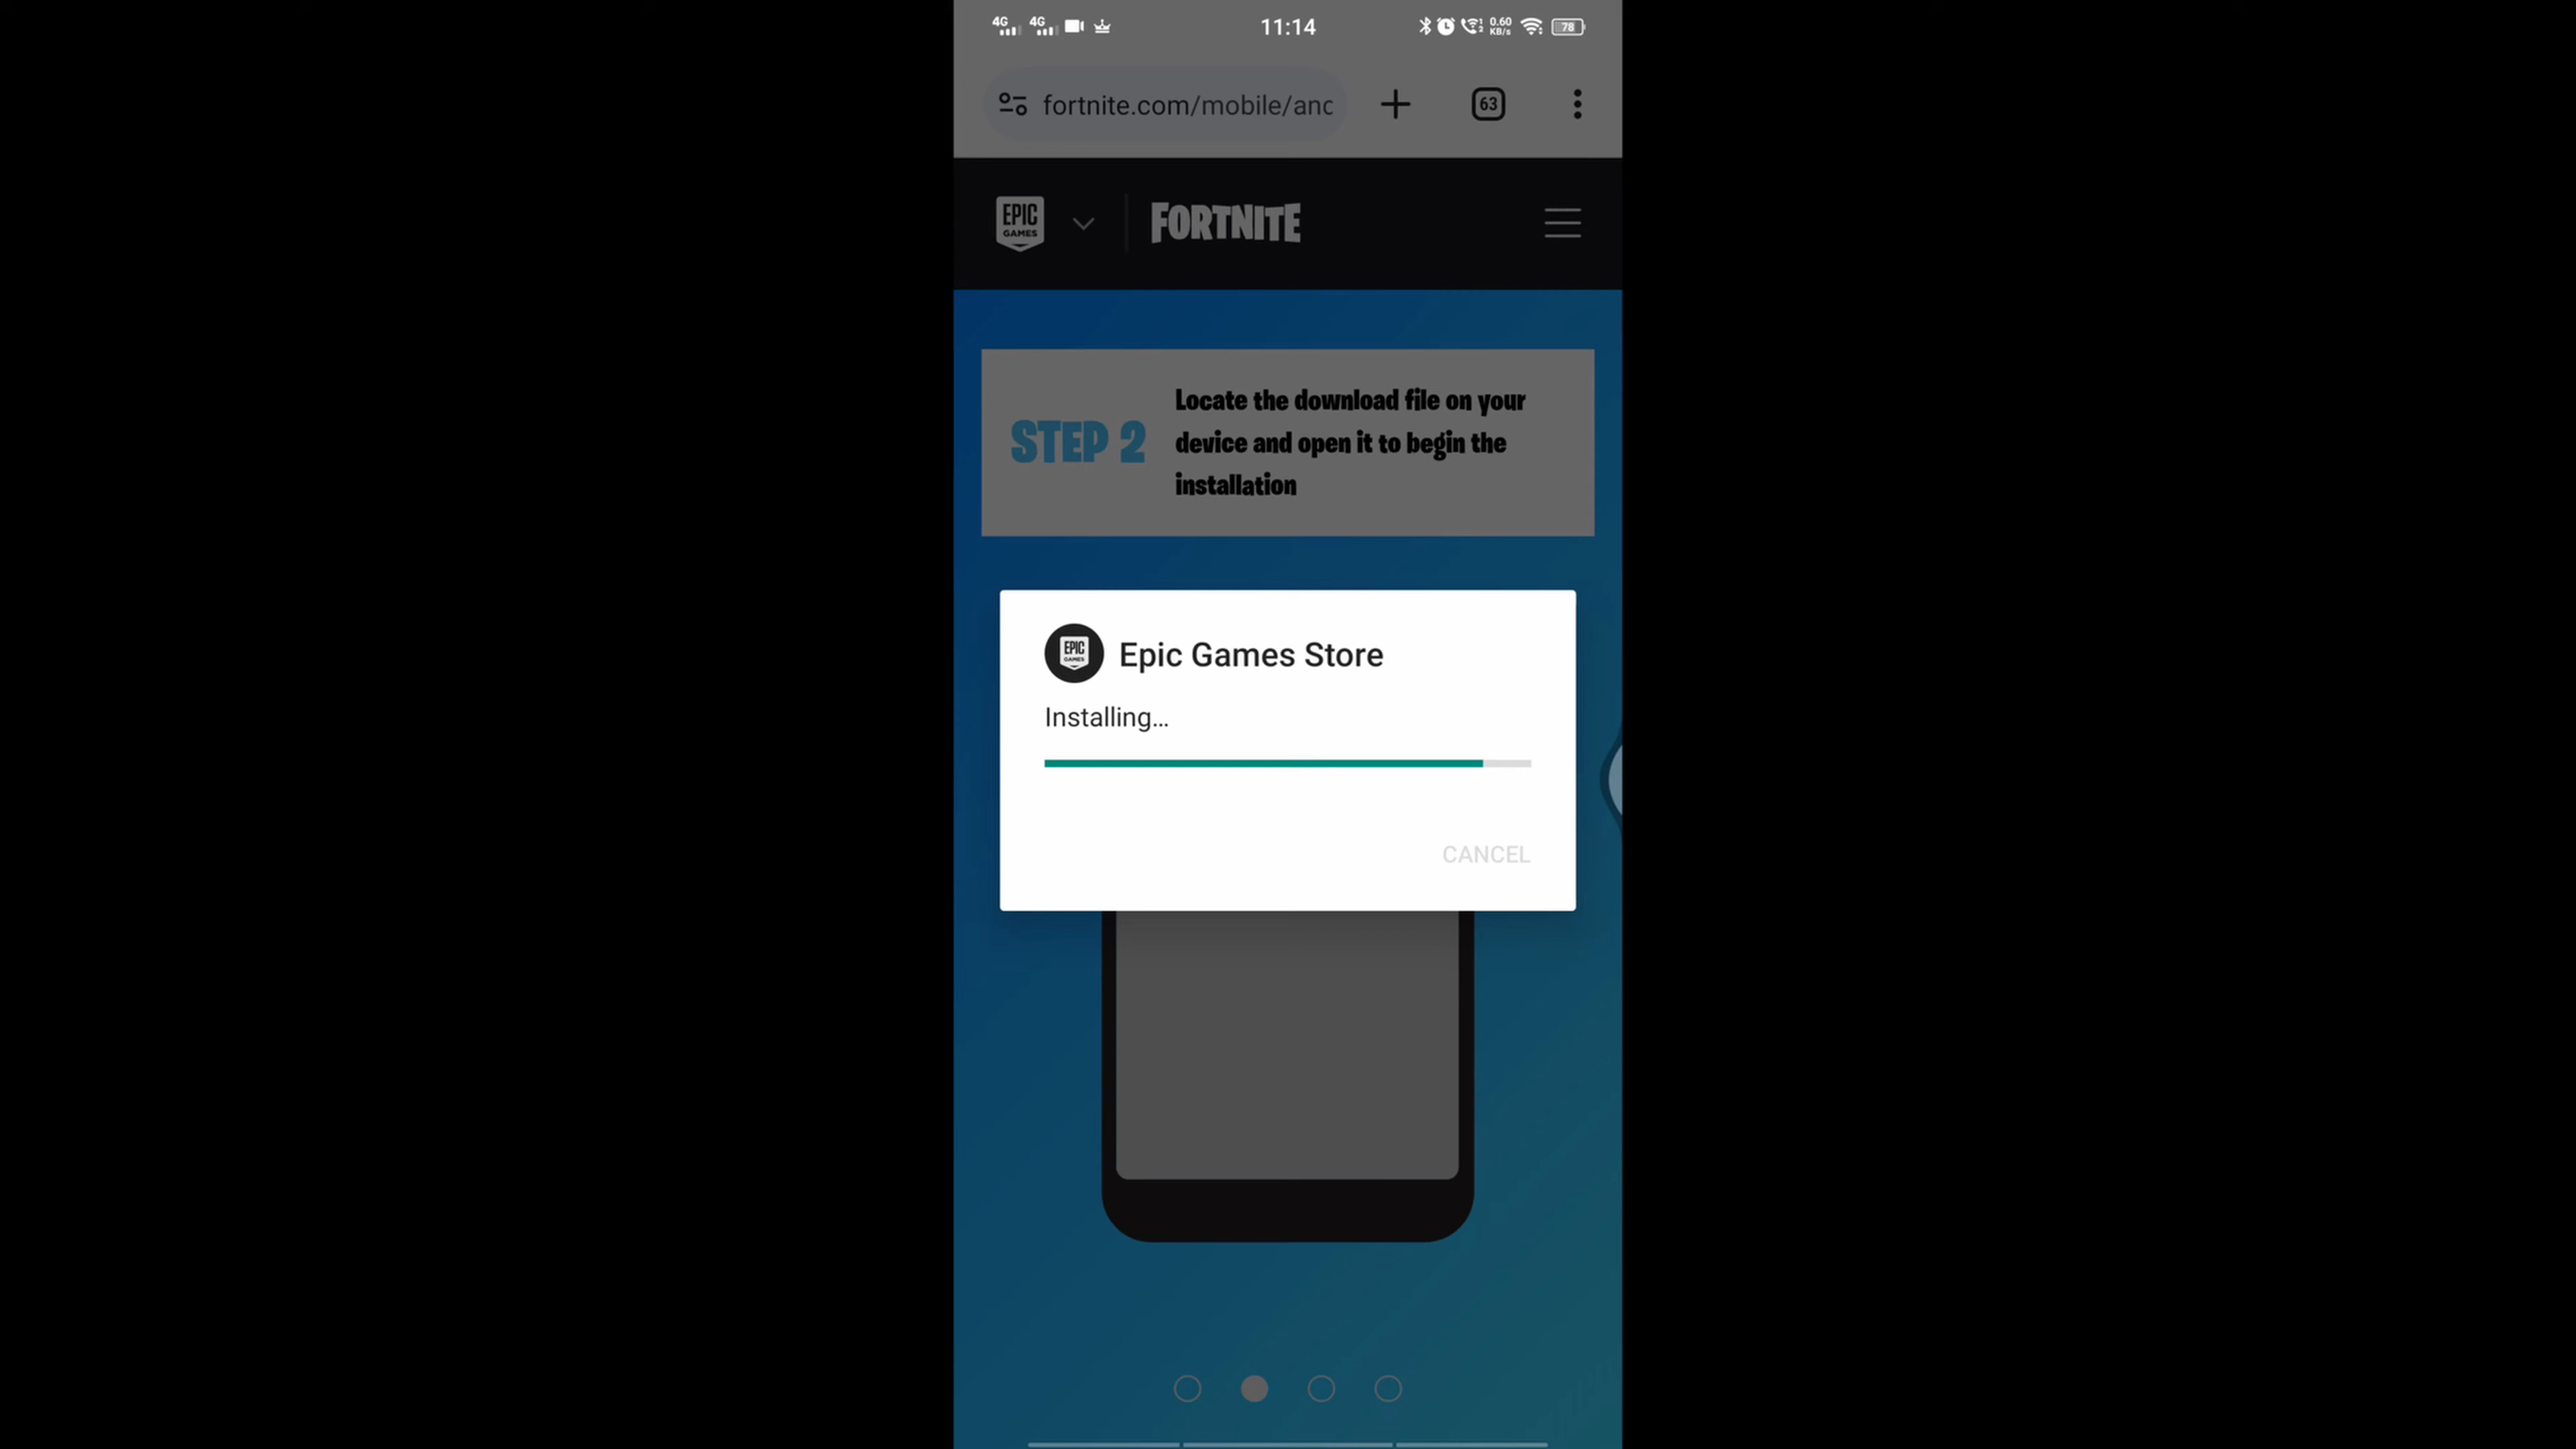 4G 4G 11:14 0.60 KB/s 78
fortnite.com/mobile/anc 63
EPIC GAMES FORTNITE
STEP 2
Locate the download file on your
device and open it to begin the
installation
EPIC GAMES Epic Games Store
Installing...
CANCEL